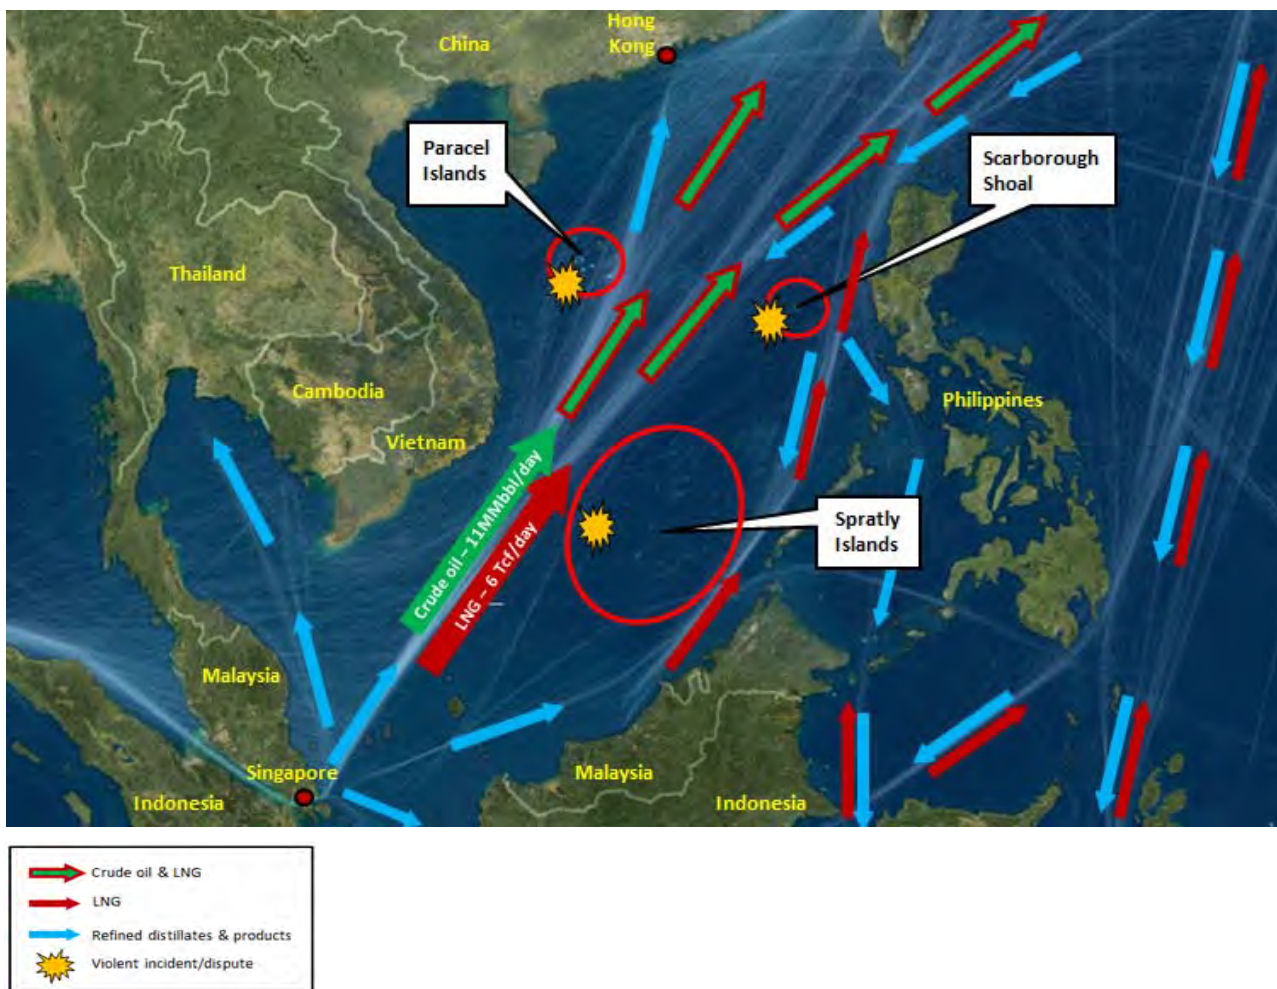 Hong
Kong
China
Paracel
Islands
Scarborough
Shoal
Thailand
Cambodia
Vietnam
Philippines
Crude oil – 11MMbbl/day
LNG – 6 Tcf/day
Spratly
Islands
Malaysia
Singapore
Indonesia
Malaysia
Indonesia
Crude oil & LNG
LNG
Refined distillates & products
Violent incident/dispute